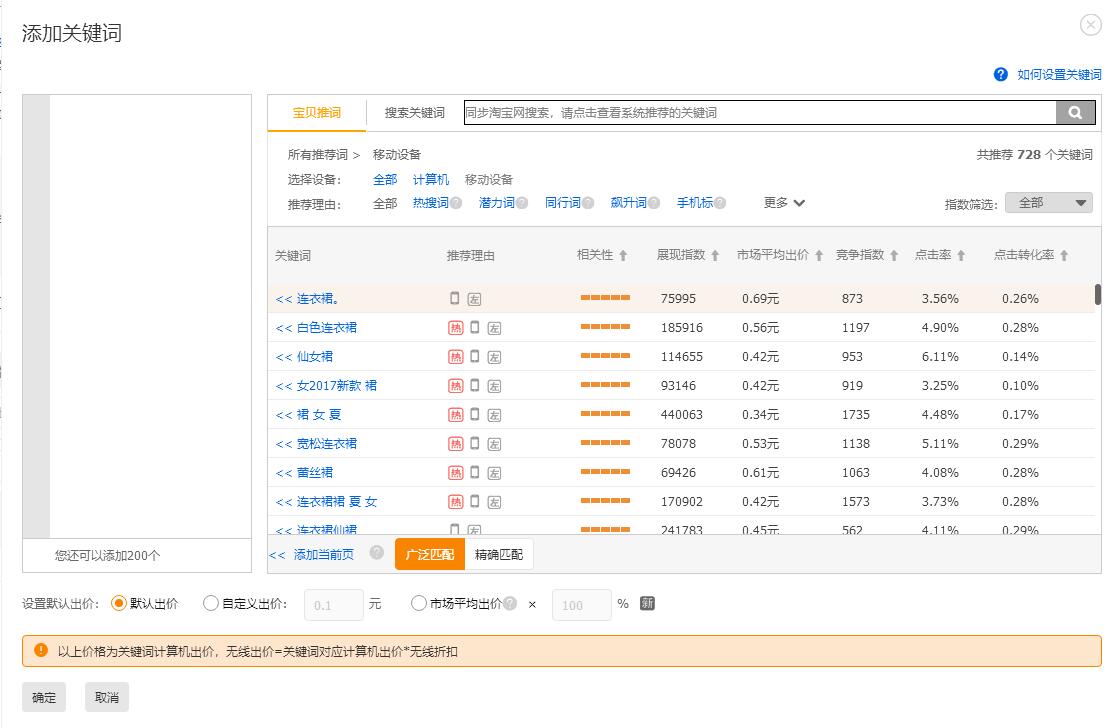 添加关键词
如何设置关键词
宝贝推词 搜索关键词 同步淘宝网搜索，请点击查看系统推荐的关键词
所有推荐词 > 移动设备 共推荐 728 个关键词
选择设备： 全部 计算机 移动设备
推荐理由： 全部 热搜词 潜力词 同行词 飙升词 手机标 更多 指数筛选： 全部
关键词 推荐理由 相关性 展现指数 市场平均出价 竞争指数 点击率 点击转化率
<< 连衣裙。 左 75995 0.69元 873 3.56% 0.26%
<< 白色连衣裙 热 左 185916 0.56元 1197 4.90% 0.28%
<< 仙女裙 热 左 114655 0.42元 953 6.11% 0.14%
<< 女2017新款 裙 热 左 93146 0.42元 919 3.25% 0.10%
<< 裙 女 夏 热 左 440063 0.34元 1735 4.48% 0.17%
<< 宽松连衣裙 热 左 78078 0.53元 1138 5.11% 0.29%
<< 蕾丝裙 热 左 69426 0.61元 1063 4.08% 0.28%
<< 连衣裙裙 夏 女 热 左 170902 0.42元 1573 3.73% 0.28%
<< 连衣裙仙裙 左 241783 0.45元 562 4.11% 0.29%
您还可以添加200个
<< 添加当前页 广泛匹配 精确匹配
设置默认出价： 默认出价 自定义出价： 0.1 元 市场平均出价 × 100 % 新
以上价格为关键词计算机出价，无线出价=关键词对应计算机出价*无线折扣
确定 取消